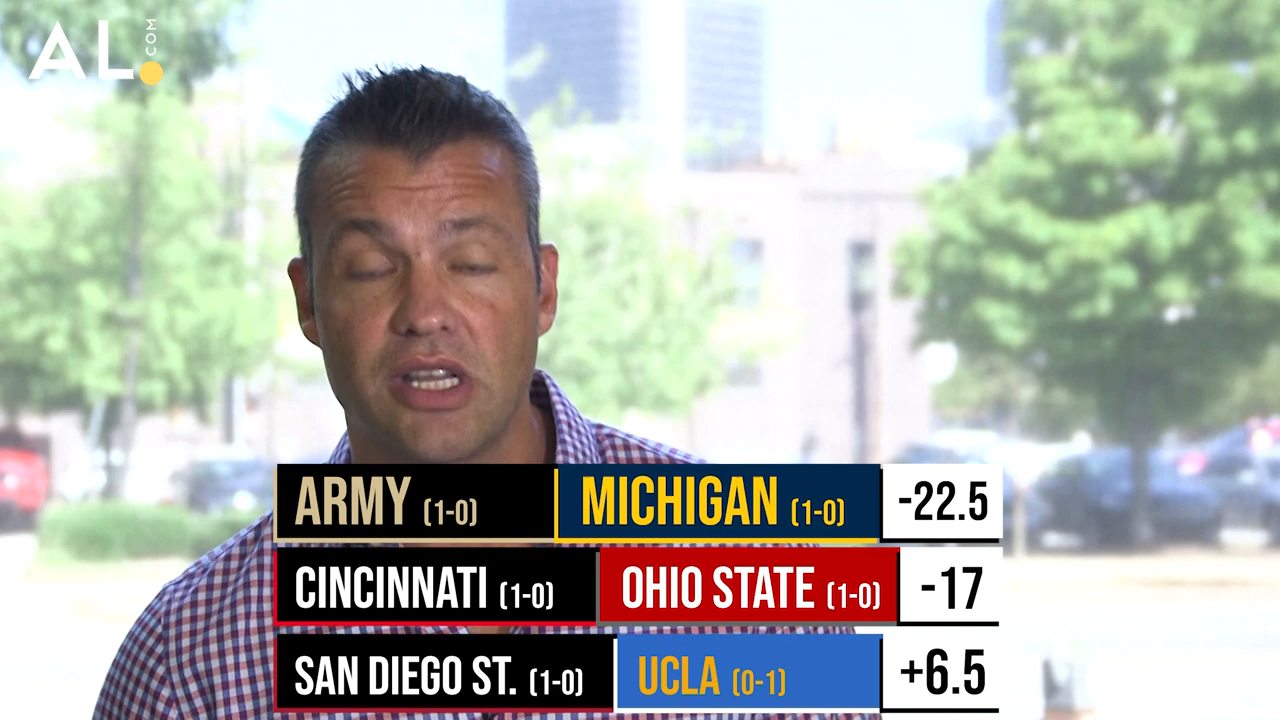 AL.COM
ARMY (1-0) MICHIGAN (1-0) -22.5
CINCINNATI (1-0) OHIO STATE (1-0) -17
SAN DIEGO ST. (1-0) UCLA (0-1) +6.5